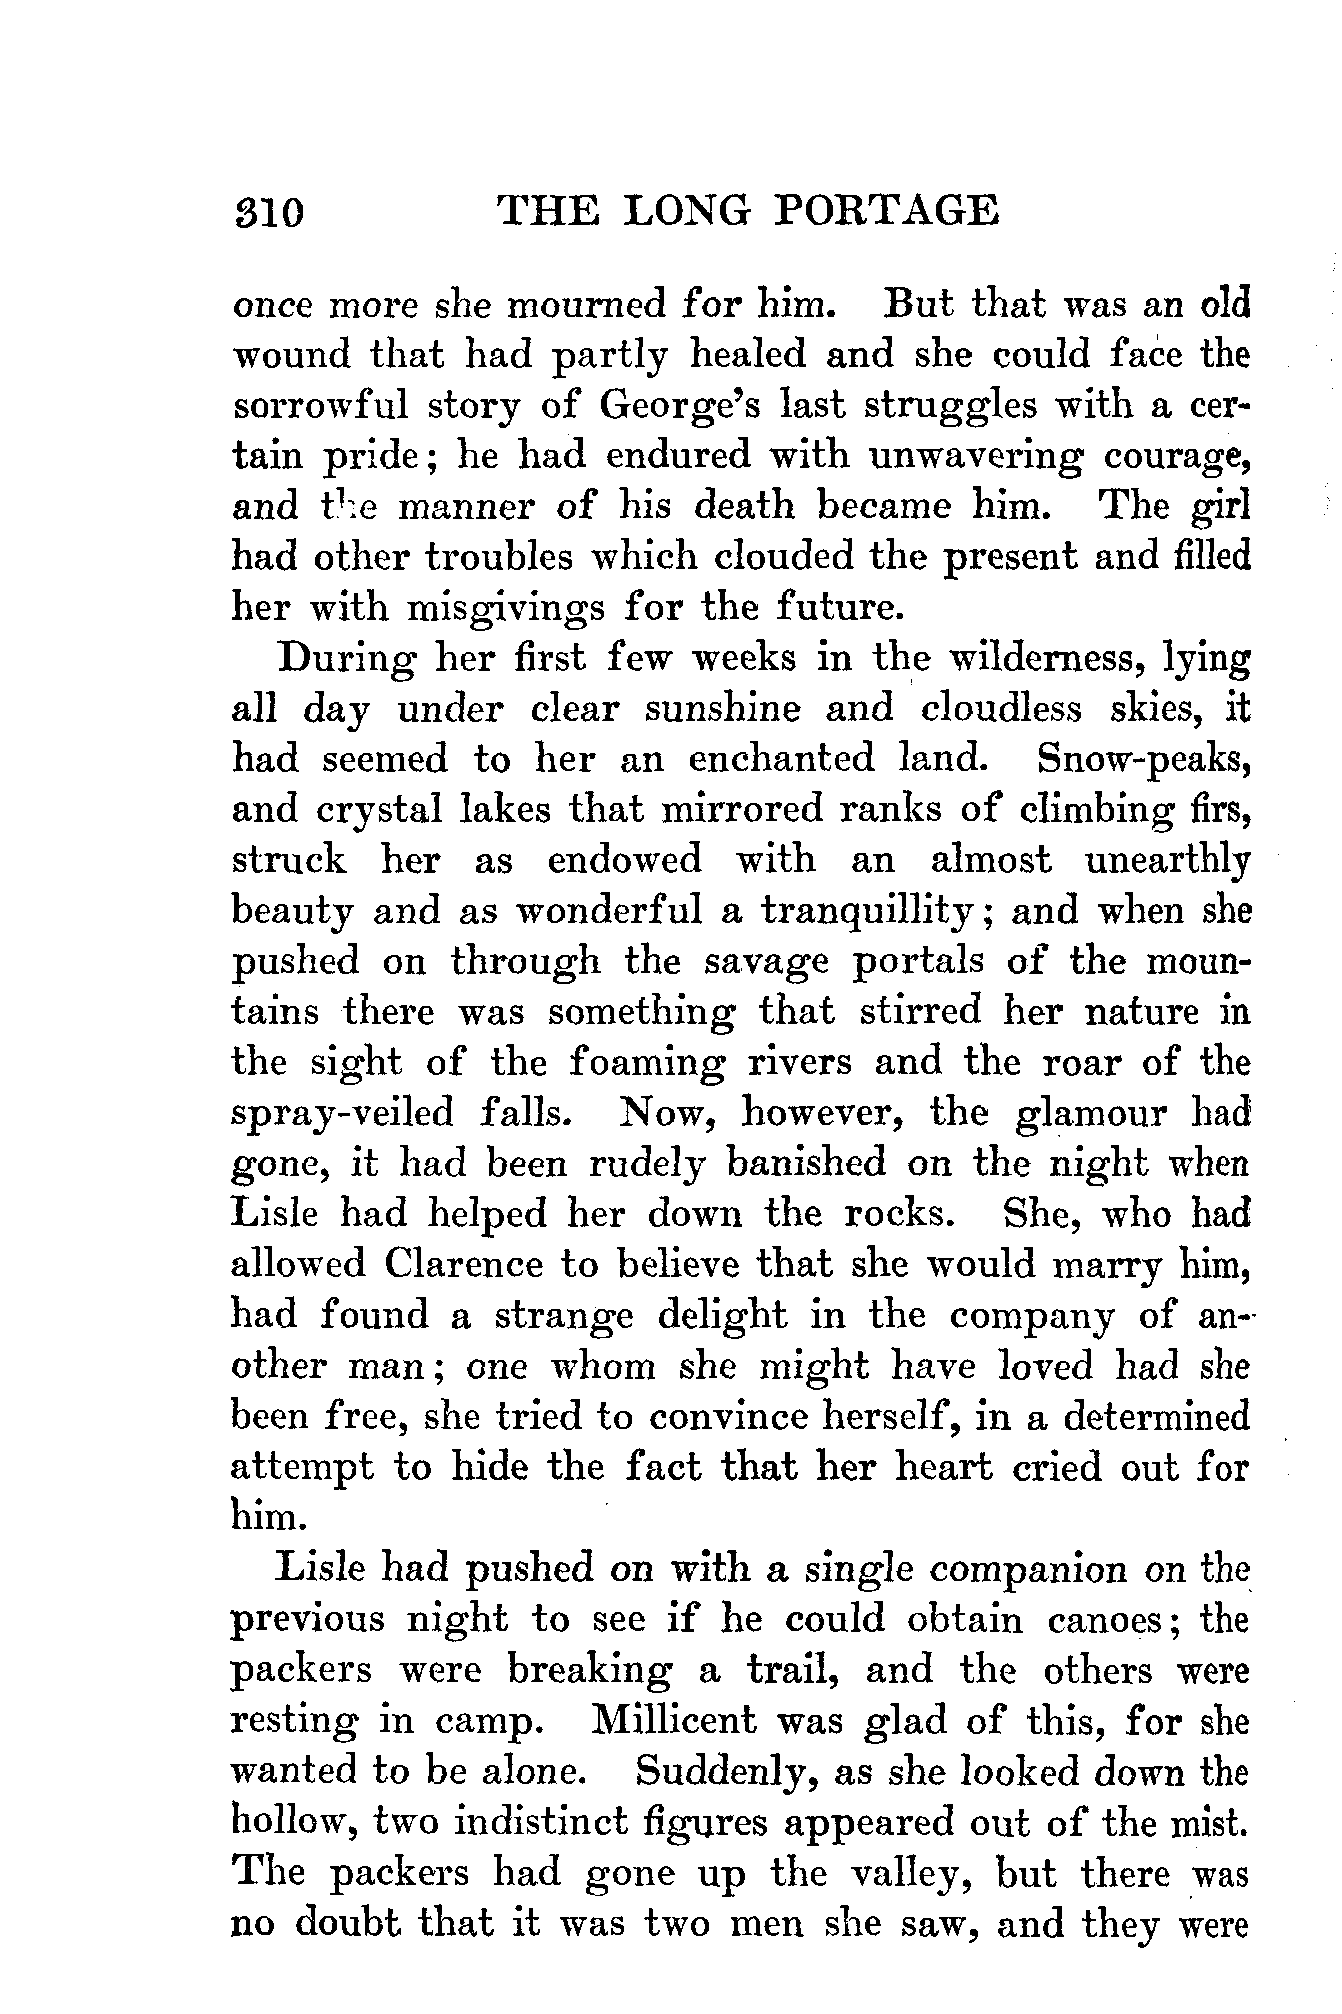 310 THE LONG PORTAGE
once more she mourned for him. But that was an old
wound that had partly healed and she could face the
sorrowful story of George's last struggles with a cer-
tain pride; he had endured with unwavering courage,
and the manner of his death became him. The girl
had other troubles which clouded the present and filled
her with misgivings for the future.
During her first few weeks in the wilderness, lying
all day under clear sunshine and cloudless skies, it
had seemed to her an enchanted land. Snow-peaks,
and crystal lakes that mirrored ranks of climbing firs,
struck her as endowed with an almost unearthly
beauty and as wonderful a tranquillity; and when she
pushed on through the savage portals of the moun-
tains there was something that stirred her nature in
the sight of the foaming rivers and the roar of the
spray-veiled falls. Now, however, the glamour had
gone, it had been rudely banished on the night when
Lisle had helped her down the rocks. She, who had
allowed Clarence to believe that she would marry him,
had found a strange delight in the company of an-
other man; one whom she might have loved had she
been free, she tried to convince herself, in a determined
attempt to hide the fact that her heart cried out for
him.
Lisle had pushed on with a single companion on the
previous night to see if he could obtain canoes; the
packers were breaking a trail, and the others were
resting in camp. Millicent was glad of this, for she
wanted to be alone. Suddenly, as she looked down the
hollow, two indistinct figures appeared out of the mist.
The packers had gone up the valley, but there was
no doubt that it was two men she saw, and they were